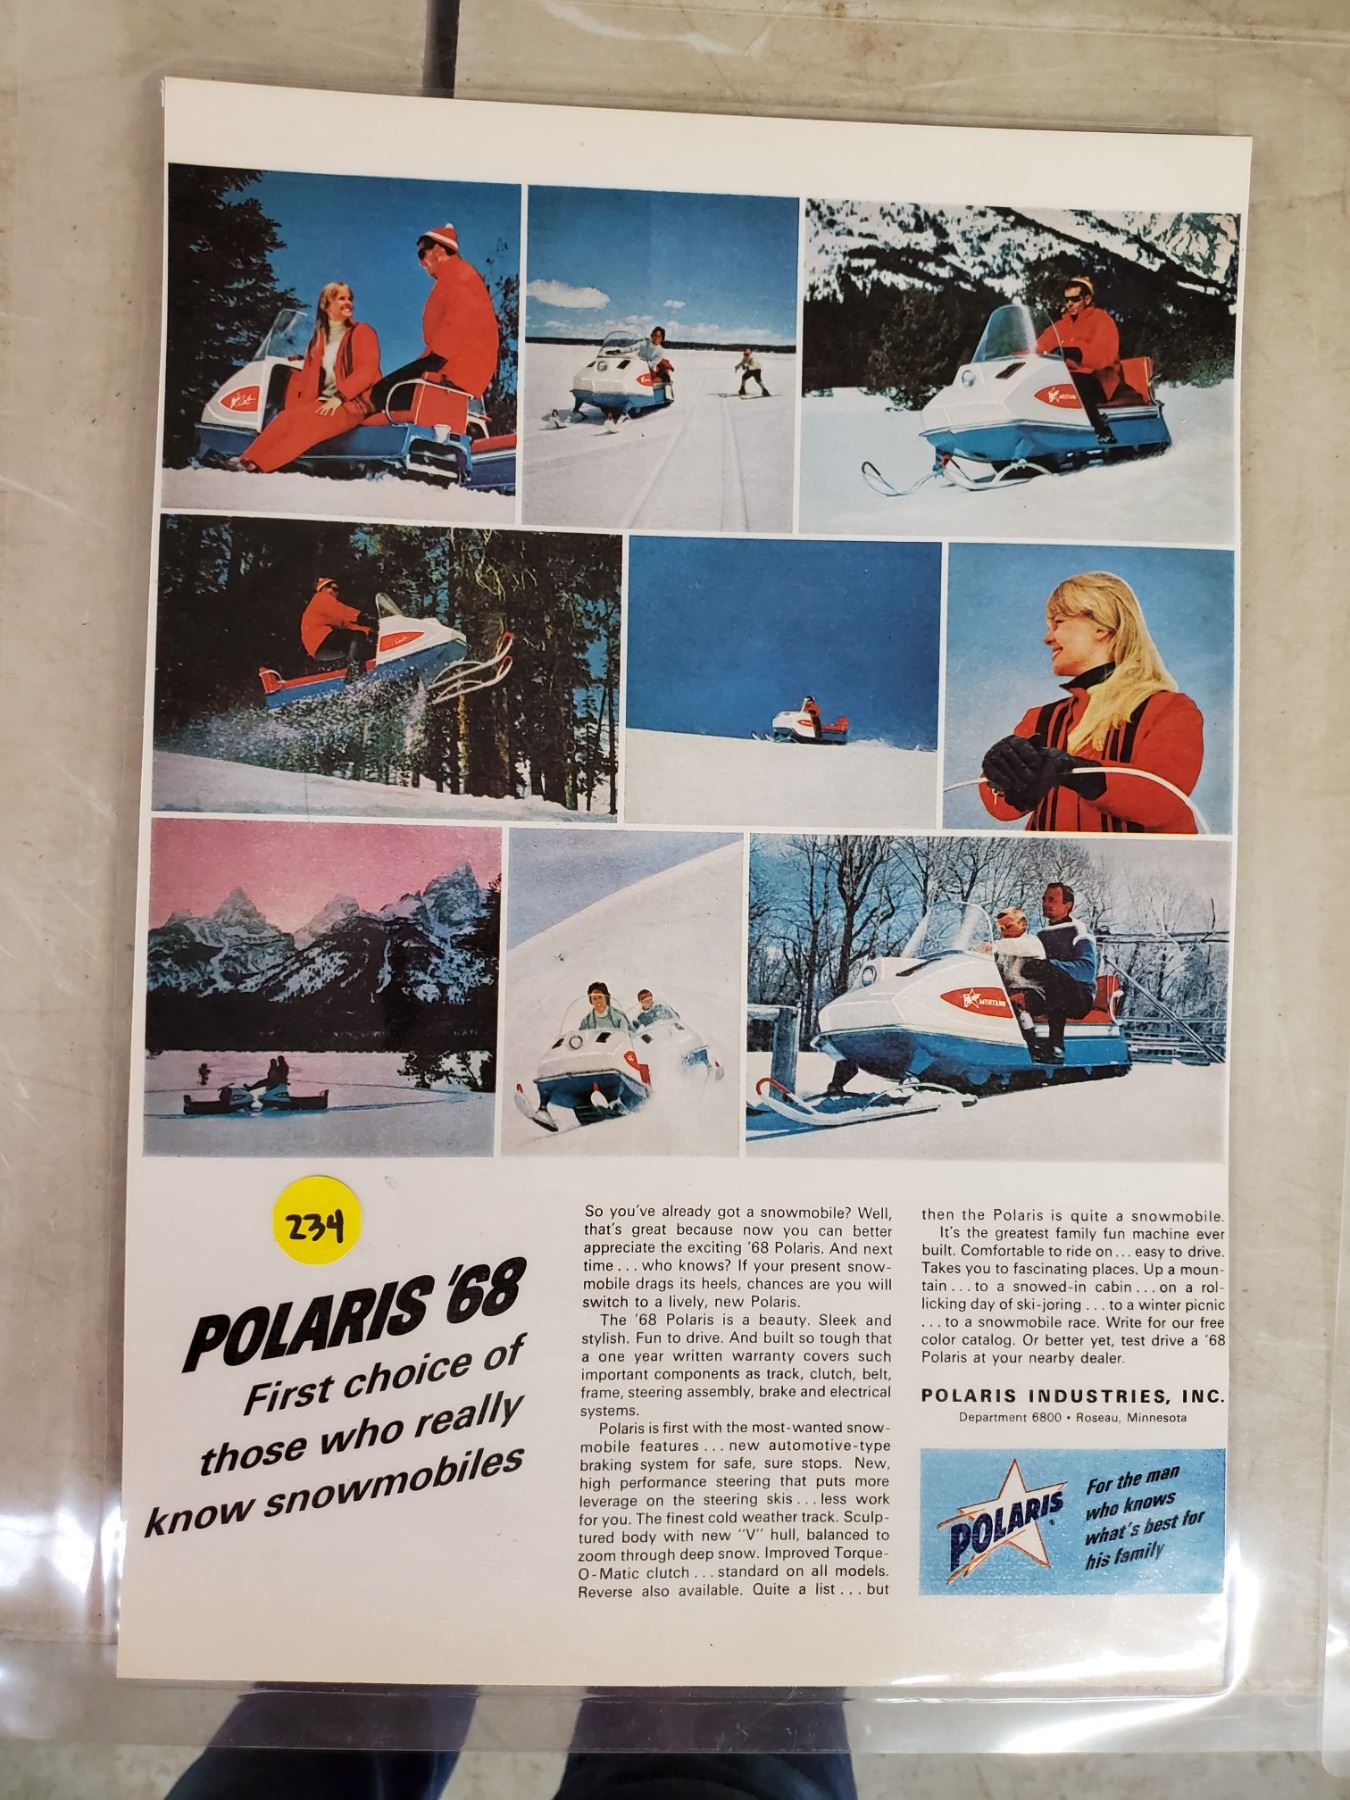 MUSTANG
MUSTANG
234
POLARIS '68
First choice of
those who really
know snowmobiles
So you've already got a snowmobile? Well,
that's great because now you can better
appreciate the exciting '68 Polaris. And next
time . . . who knows? If your present snow-
mobile drags its heels, chances are you will
switch to a lively, new Polaris.
The '68 Polaris is a beauty. Sleek and
stylish. Fun to drive. And built so tough that
a one year written warranty covers such
important components as track, clutch, belt,
frame, steering assembly, brake and electrical
systems.
Polaris is first with the most-wanted snow-
mobile features . . . new automotive-type
braking system for safe, sure stops. New,
high performance steering that puts more
leverage on the steering skis . . . less work
for you. The finest cold weather track. Sculp-
tured body with new "V" hull, balanced to
zoom through deep snow. Improved Torque-
O-Matic clutch . . . standard on all models.
Reverse also available. Quite a list . . . but
then the Polaris is quite a snowmobile.
It's the greatest family fun machine ever
built. Comfortable to ride on . . . easy to drive.
Takes you to fascinating places. Up a moun-
tain . . . to a snowed-in cabin . . . on a rol-
licking day of ski-joring . . . to a winter picnic
. . . to a snowmobile race. Write for our free
color catalog. Or better yet, test drive a '68
Polaris at your nearby dealer.
POLARIS INDUSTRIES, INC.
Department 6800 • Roseau, Minnesota
POLARIS®
For the man
who knows
what's best for
his family